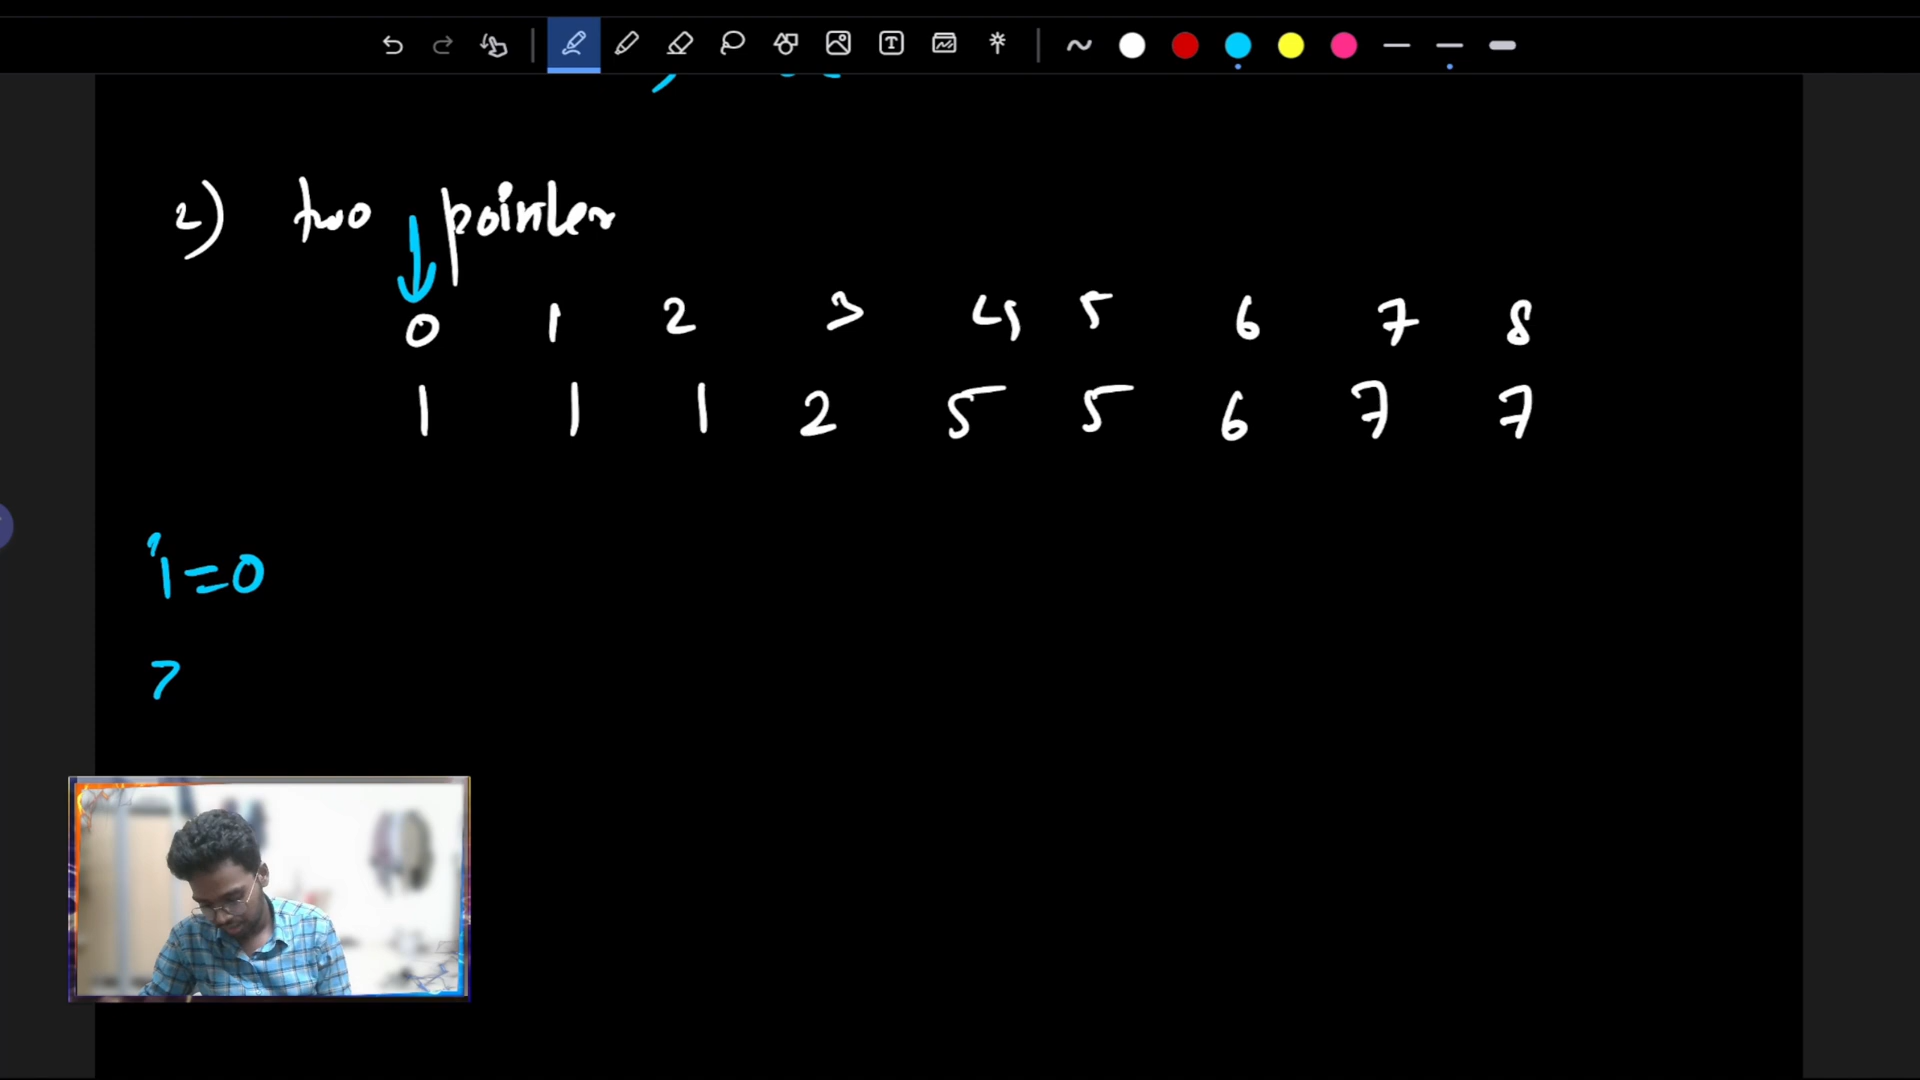 2) two pointer
0 1 2 3 4 5 6 7 8
1 1 1 2 5 5 6 7 7
i=0